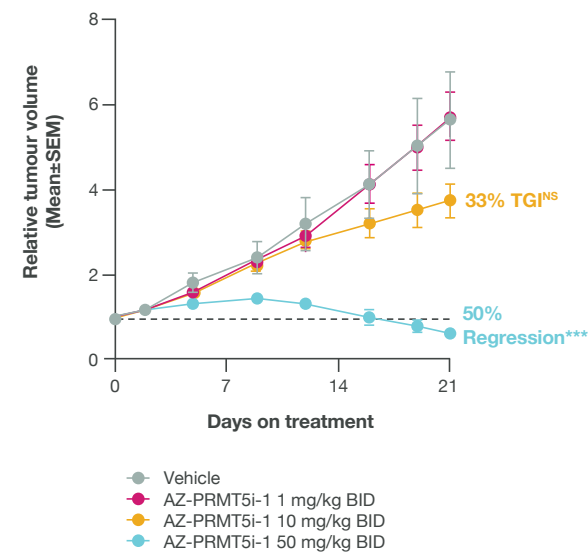 Relative tumour volume
(Mean±SEM)
8
6
4
2
0
0
7
14
21
33% TGI^NS
50%
Regression***
Days on treatment
Vehicle
AZ-PRMT5i-1 1 mg/kg BID
AZ-PRMT5i-1 10 mg/kg BID
AZ-PRMT5i-1 50 mg/kg BID